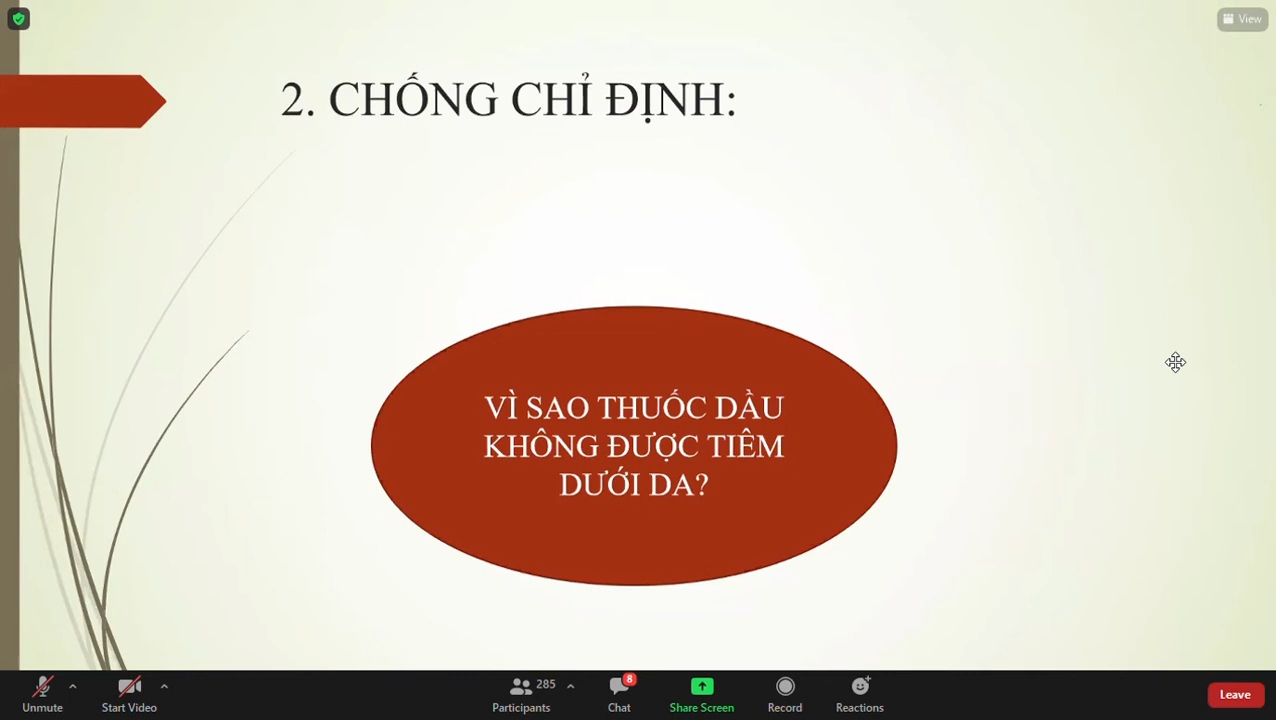 View
2. CHỐNG CHỈ ĐỊNH:
VÌ SAO THUỐC DẦU
KHÔNG ĐƯỢC TIÊM
DƯỚI DA?
Unmute
Start Video
285
Participants
8
Chat
Share Screen
Record
Reactions
Leave